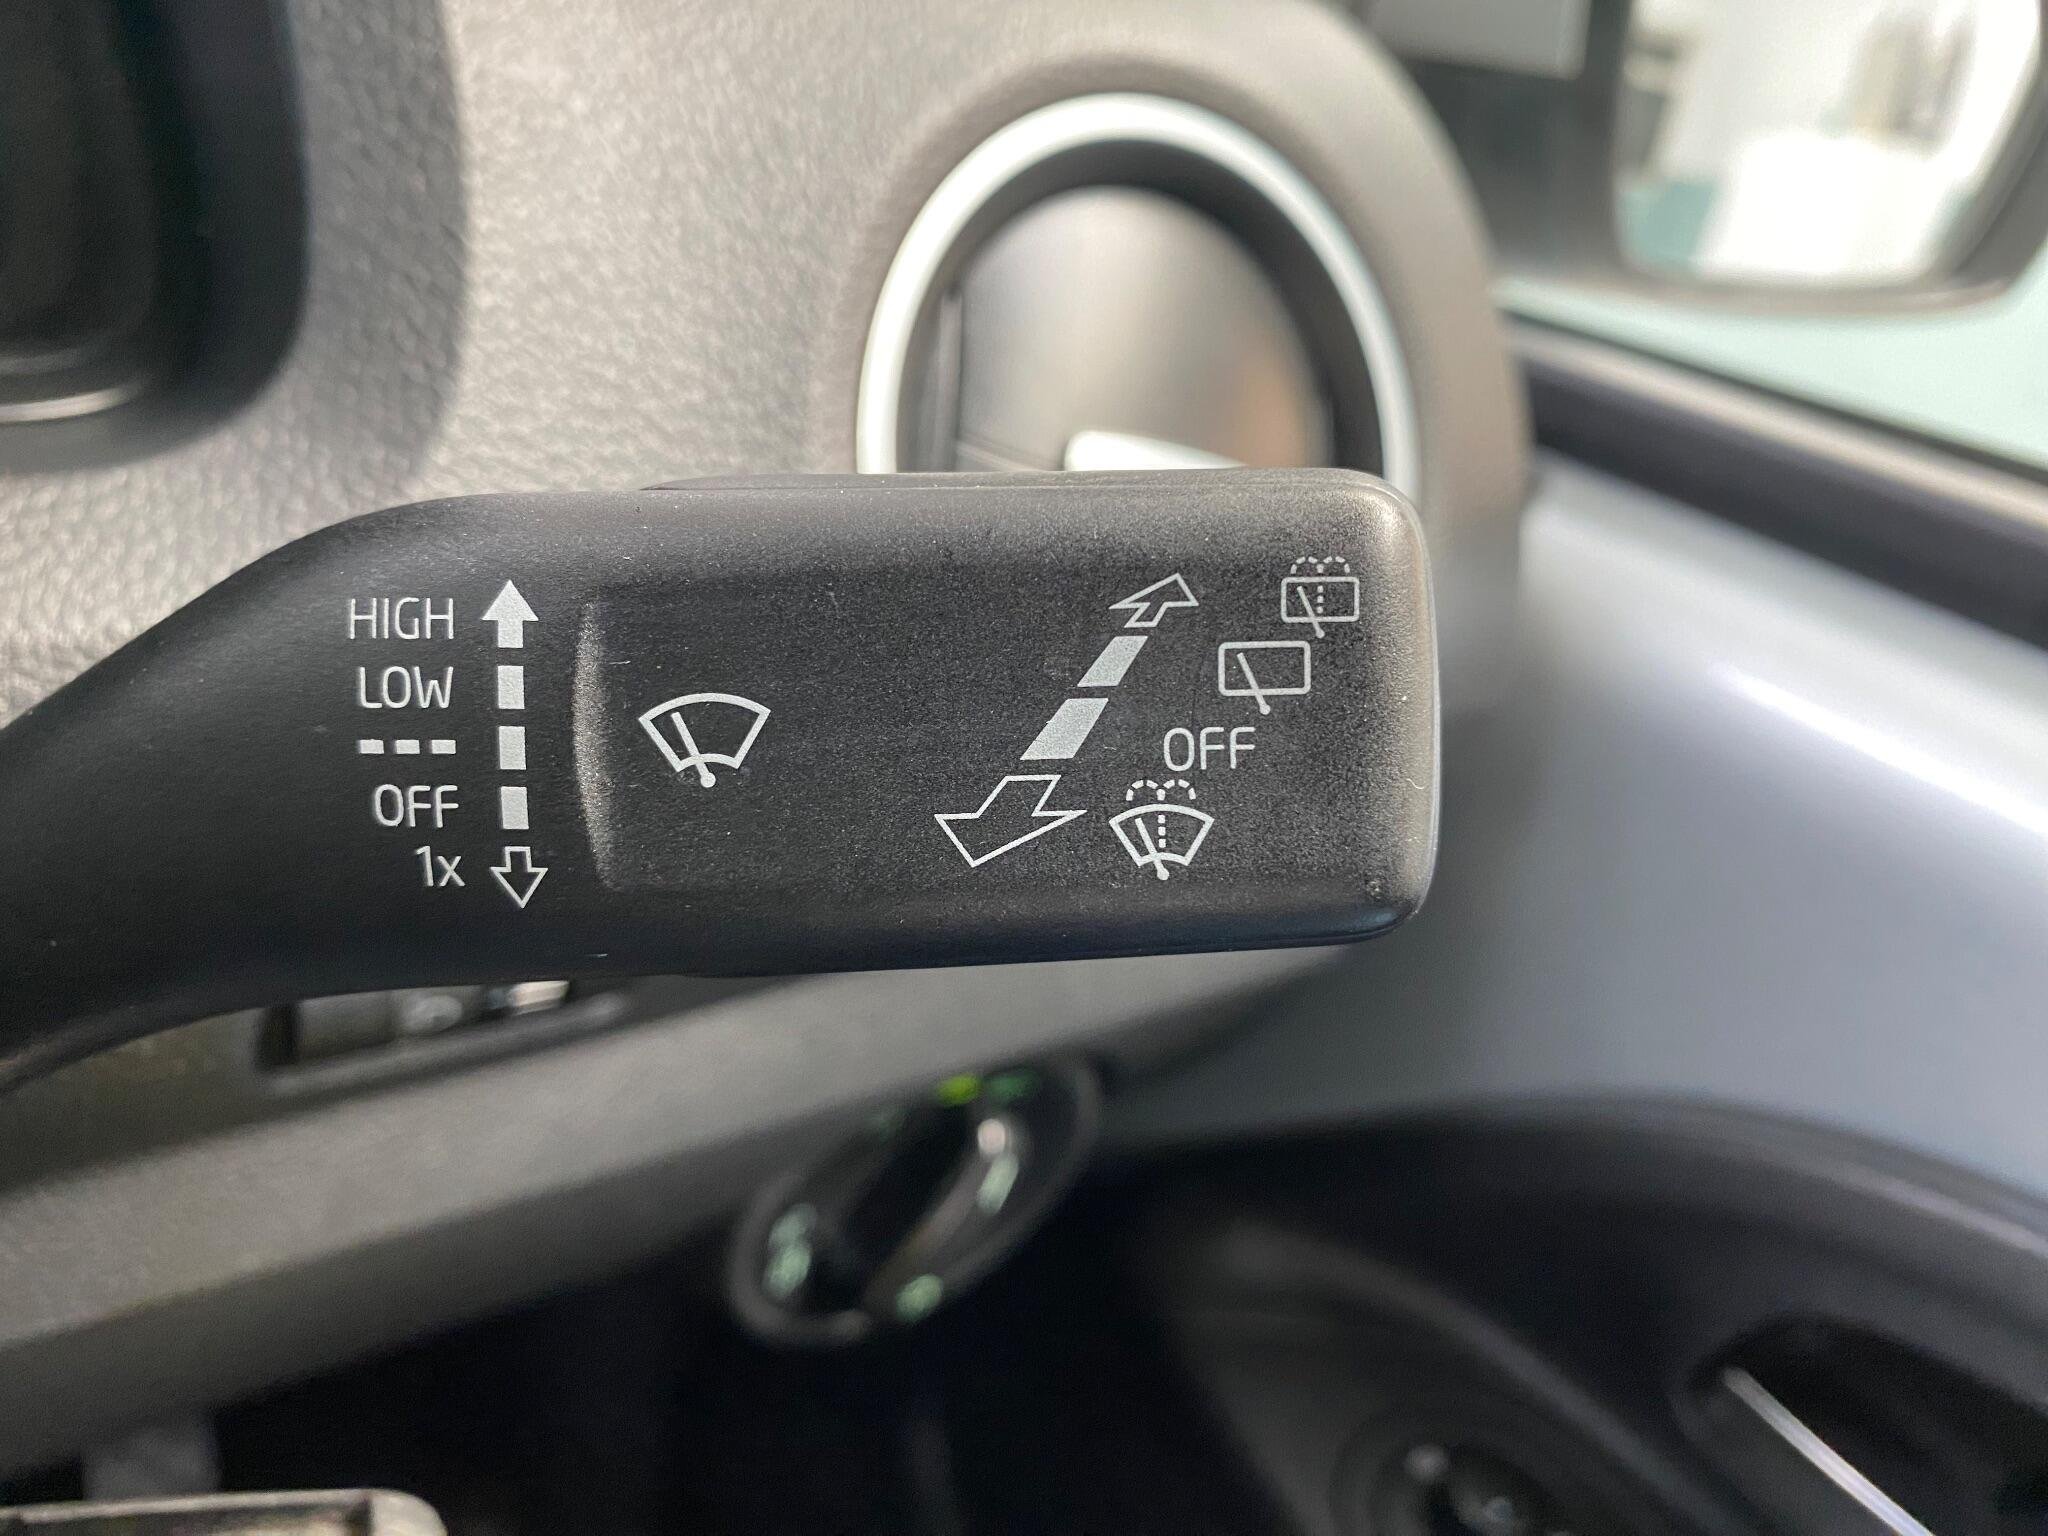 HIGH
LOW
---
OFF
1x
OFF